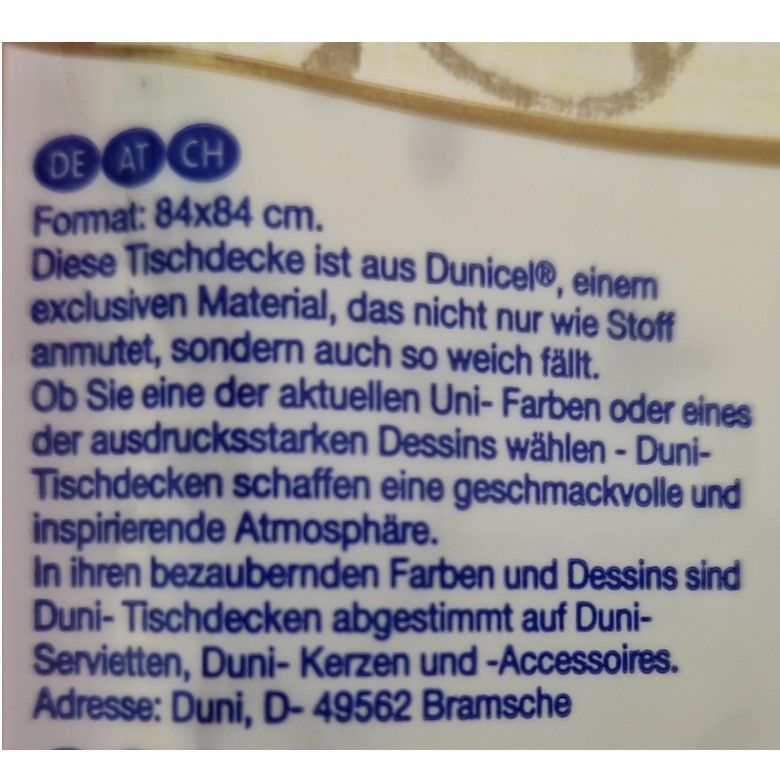 DE AT CH
Format: 84x84 cm.
Diese Tischdecke ist aus Dunicel®, einem
exclusiven Material, das nicht nur wie Stoff
anmutet, sondern auch so weich fällt.
Ob Sie eine der aktuellen Uni- Farben oder eines
der ausdrucksstarken Dessins wählen - Duni-
Tischdecken schaffen eine geschmackvolle und
inspirierende Atmosphäre.
In ihren bezaubernden Farben und Dessins sind
Duni- Tischdecken abgestimmt auf Duni-
Servietten, Duni- Kerzen und -Accessoires.
Adresse: Duni, D- 49562 Bramsche